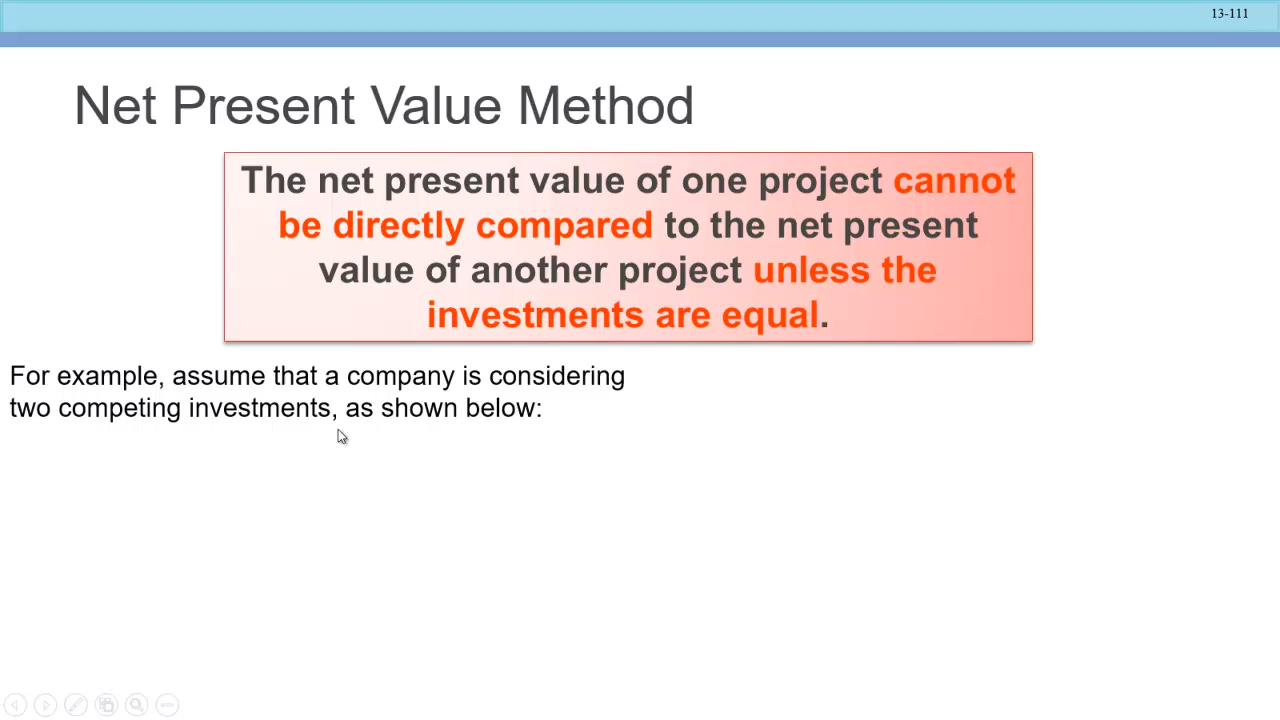 13-111
Net Present Value Method
The net present value of one project cannot
be directly compared to the net present
value of another project unless the
investments are equal.
For example, assume that a company is considering
two competing investments, as shown below: